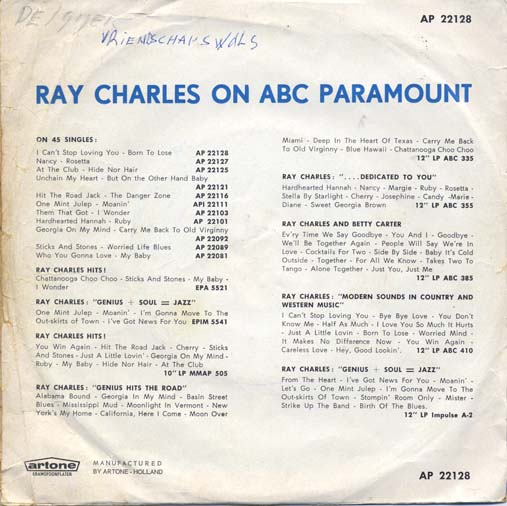 DEIGNER AP 22128
VRIENDSCHAPSWALS
RAY CHARLES ON ABC PARAMOUNT
ON 45 SINGLES:
I Can't Stop Loving You - Born To Lose AP 22128
Nancy - Rosetta AP 22127
At The Club - Hide Nor Hair AP 22125
Unchain My Heart - But On the Other Hand Baby
AP 22121
Hit The Road Jack - The Danger Zone AP 22116
One Mint Julep - Moanin' API 22111
Them That Got - I Wonder AP 22103
Hardhearted Hannah - Ruby AP 22101
Georgia On My Mind - Carry Me Back To Old Virginny
AP 22092
Sticks And Stones - Worried Life Blues AP 22089
Who You Gonna Love - My Baby AP 22081
RAY CHARLES HITS!
Chattanooga Choo Choo - Sticks And Stones - My Baby -
I Wonder EPA 5521
RAY CHARLES: "GENIUS + SOUL = JAZZ"
One Mint Julep - Moanin' - I'm Gonna Move To The
Out-skirts of Town - I've Got News For You EPIM 5541
RAY CHARLES HITS!
You Win Again - Hit The Road Jack - Cherry - Sticks
And Stones - Just A Little Lovin' - Georgia On My Mind -
Ruby - My Baby - Hide Nor Hair - At The Club
10" LP MMAP 505
RAY CHARLES: "GENIUS HITS THE ROAD"
Alabama Bound - Georgia In My Mind - Basin Street
Blues - Mississippi Mud - Moonlight In Vermont - New
York's My Home - California, Here I Come - Moon Over
Miami - Deep In The Heart Of Texas - Carry Me Back
To Old Virginny - Blue Hawaii - Chattanooga Choo Choo
12" LP ABC 335
RAY CHARLES: "....DEDICATED TO YOU"
Hardhearted Hannah - Nancy - Margie - Ruby - Rosetta -
Stella By Starlight - Cherry - Josephine - Candy - Marie -
Diane - Sweet Georgia Brown 12" LP ABC 355
RAY CHARLES AND BETTY CARTER
Ev'ry Time We Say Goodbye - You And I - Goodbye -
We'll Be Together Again - People Will Say We're In
Love - Cocktails For Two - Side By Side - Baby It's Cold
Outside - Together - For All We Know - Takes Two To
Tango - Alone Together - Just You, Just Me
12" LP ABC 385
RAY CHARLES: "MODERN SOUNDS IN COUNTRY AND
WESTERN MUSIC"
I Can't Stop Loving You - Bye Bye Love - You Don't
Know Me - Half As Much - I Love You So Much It Hurts
- Just A Little Lovin' - Born To Lose - Worried Mind -
It Makes No Difference Now - You Win Again -
Careless Love - Hey, Good Lookin'. 12" LP ABC 410
RAY CHARLES: "GENIUS + SOUL = JAZZ"
From The Heart - I've Got News For You - Moanin' -
Let's Go - One Mint Julep - I'm Gonna Move To The
Out-skirts Of Town - Stompin' Room Only - Mister -
Strike Up The Band - Birth Of The Blues.
12" LP Impulse A-2
artone
GRAMOFOONPLATEN
MANUFACTURED
BY ARTONE - HOLLAND
AP 22128